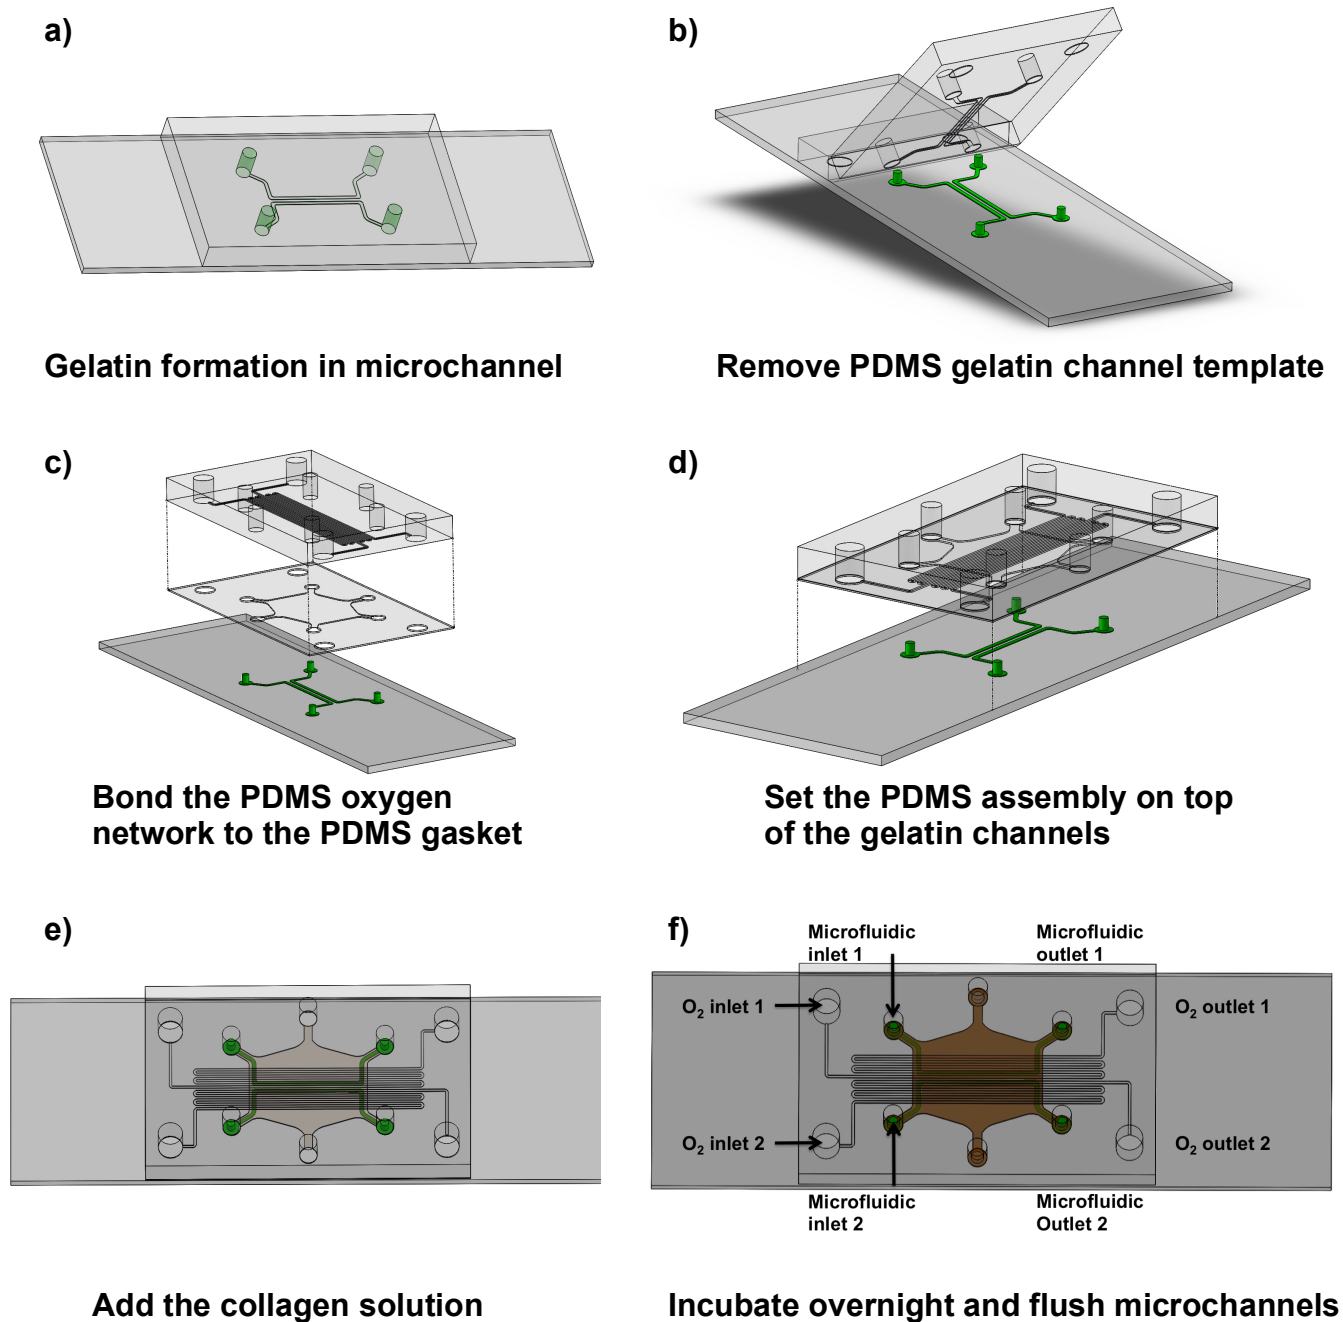 a)
b)
Gelatin formation in microchannel
Remove PDMS gelatin channel template
c)
d)
Bond the PDMS oxygen
network to the PDMS gasket
Set the PDMS assembly on top
of the gelatin channels
e)
f)
Microfluidic
inlet 1
Microfluidic
outlet 1
O₂ inlet 1
O₂ outlet 1
O₂ inlet 2
O₂ outlet 2
Microfluidic
inlet 2
Microfluidic
Outlet 2
Add the collagen solution
Incubate overnight and flush microchannels